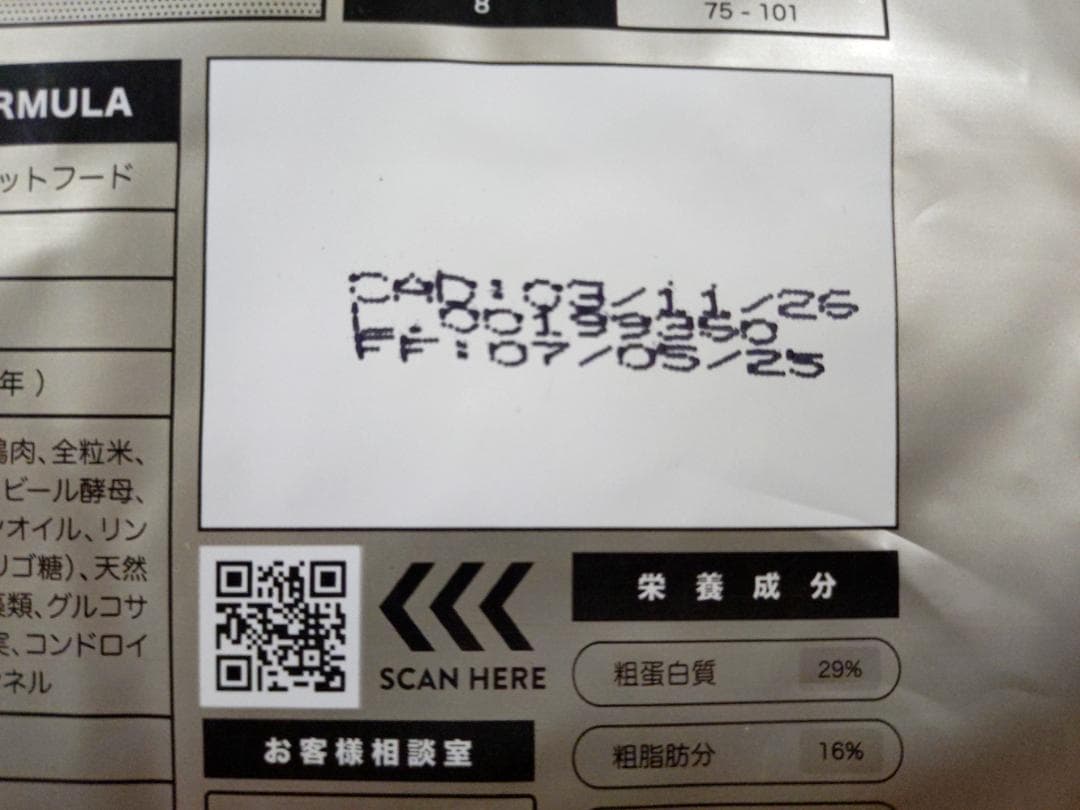 8
75 - 101
RMULA
ットフード
CAD:03/11/26
L:00199250
FF:07/05/25
年 )
鶏肉、全粒米、
ビール酵母、
オイル、リン
リゴ糖)、天然
藻類、グルコサ
実、コンドロイ
ネル
SCAN HERE
お客様相談室
栄養成分
粗蛋白質 29%
粗脂肪分 16%